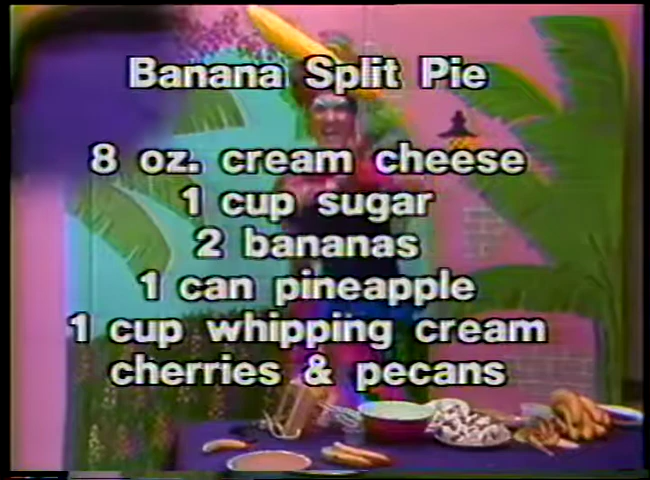 Banana Split Pie
8 oz. cream cheese
1 cup sugar
2 bananas
1 can pineapple
1 cup whipping cream
cherries & pecans